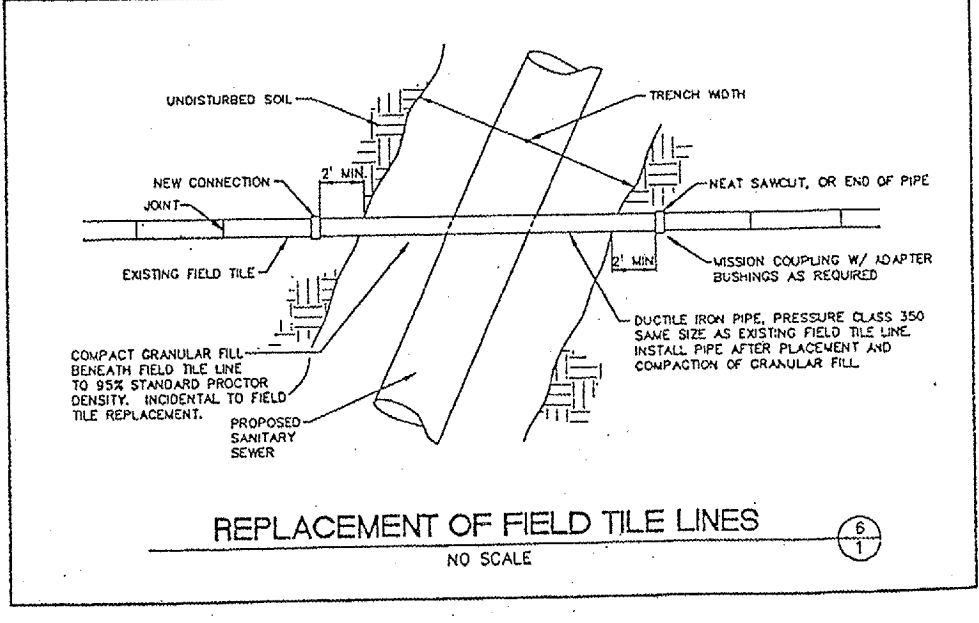 UNDISTURBED SOIL
TRENCH WIDTH
2' MIN
NEW CONNECTION
NEAT SAWCUT, OR END OF PIPE
JOINT
EXISTING FIELD TILE
2' MIN
MISSION COUPLING W/ ADAPTER
BUSHINGS AS REQUIRED
DUCTILE IRON PIPE, PRESSURE CLASS 350
SAME SIZE AS EXISTING FIELD TILE LINE.
INSTALL PIPE AFTER PLACEMENT AND
COMPACTION OF GRANULAR FILL
COMPACT GRANULAR FILL
BENEATH FIELD TILE LINE
TO 95% STANDARD PROCTOR
DENSITY. INCIDENTAL TO FIELD
TILE REPLACEMENT.
PROPOSED
SANITARY
SEWER
REPLACEMENT OF FIELD TILE LINES
NO SCALE
6
1